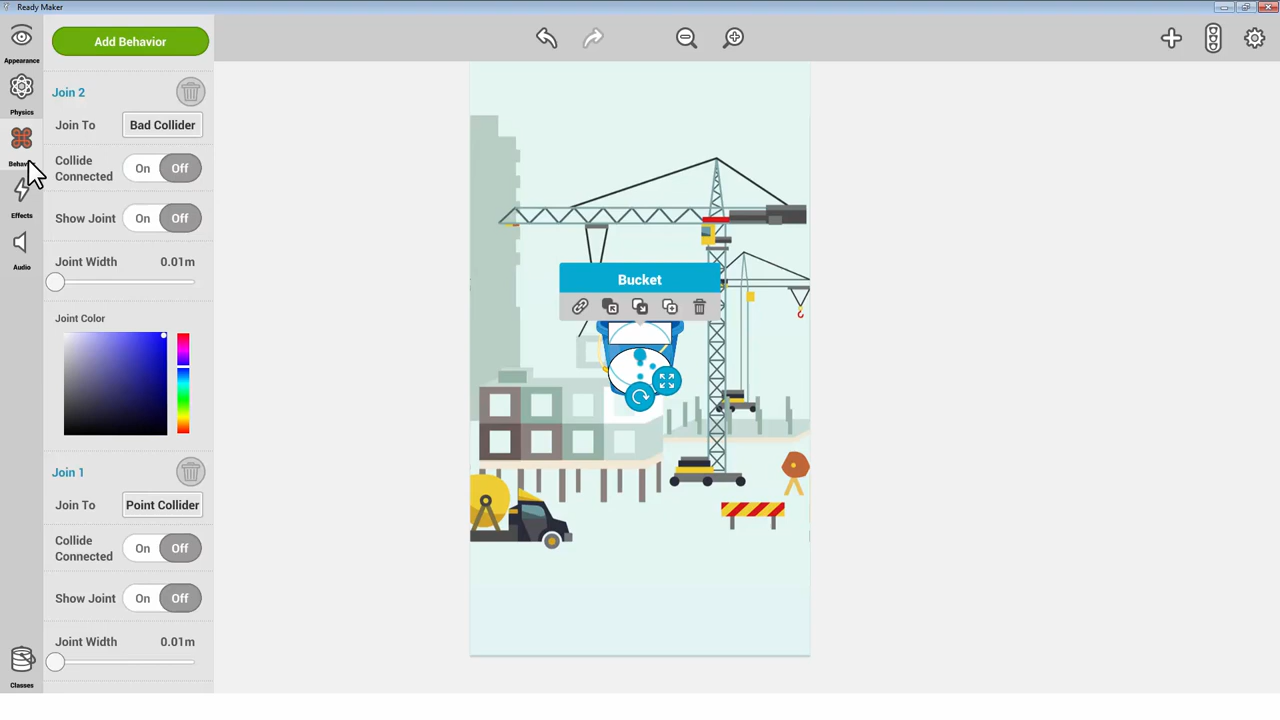 Ready Maker
Appearance
Physics
Behav
Effects
Audio
Classes
Add Behavior
Join 2
Join To
Bad Collider
Collide
Connected
On
Off
Show Joint
On
Off
Joint Width
0.01m
Joint Color
Join 1
Join To
Point Collider
Collide
Connected
On
Off
Show Joint
On
Off
Joint Width
0.01m
Bucket